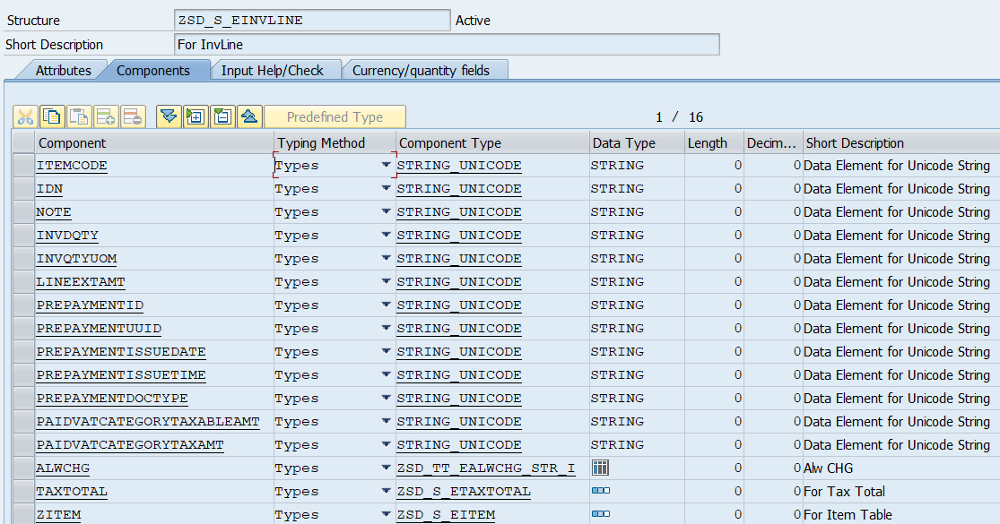 Structure ZSD_S_EINVLINE Active
Short Description For InvLine
Attributes Components Input Help/Check Currency/quantity fields
Predefined Type 1 / 16
Component Typing Method Component Type Data Type Length Decim... Short Description
ITEMCODE Types STRING_UNICODE STRING 0 0 Data Element for Unicode String
IDN Types STRING_UNICODE STRING 0 0 Data Element for Unicode String
NOTE Types STRING_UNICODE STRING 0 0 Data Element for Unicode String
INVDQTY Types STRING_UNICODE STRING 0 0 Data Element for Unicode String
INVQTYUOM Types STRING_UNICODE STRING 0 0 Data Element for Unicode String
LINEEXTAMT Types STRING_UNICODE STRING 0 0 Data Element for Unicode String
PREPAYMENTID Types STRING_UNICODE STRING 0 0 Data Element for Unicode String
PREPAYMENTUUID Types STRING_UNICODE STRING 0 0 Data Element for Unicode String
PREPAYMENTISSUEDATE Types STRING_UNICODE STRING 0 0 Data Element for Unicode String
PREPAYMENTISSUETIME Types STRING_UNICODE STRING 0 0 Data Element for Unicode String
PREPAYMENTDOCTYPE Types STRING_UNICODE STRING 0 0 Data Element for Unicode String
PAIDVATCATEGORYTAXABLEAMT Types STRING_UNICODE STRING 0 0 Data Element for Unicode String
PAIDVATCATEGORYTAXAMT Types STRING_UNICODE STRING 0 0 Data Element for Unicode String
ALWCHG Types ZSD_TT_EALWCHG_STR_I 0 0 Alw CHG
TAXTOTAL Types ZSD_S_ETAXTOTAL 0 0 For Tax Total
ZITEM Types ZSD_S_EITEM 0 0 For Item Table